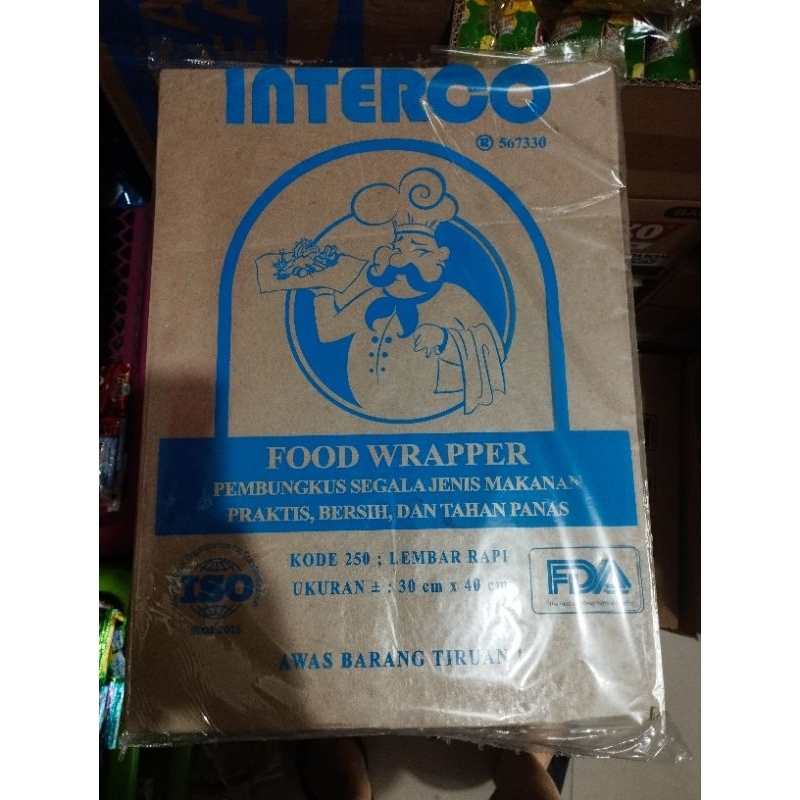 INTERCO
® 567330
FOOD WRAPPER
PEMBUNGKUS SEGALA JENIS MAKANAN
PRAKTIS, BERSIH, DAN TAHAN PANAS
KODE 250 ; LEMBAR RAPI
UKURAN ± ; 30 cm x 40 cm
ISO
9001:2015
FDA
AWAS BARANG TIRUAN !